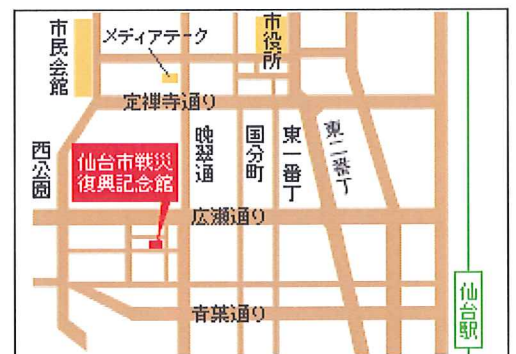 市民会館
メディアテーク
市役所
定禅寺通り
西公園
仙台市戦災
復興記念館
晩翠通
国分町
東一番丁
東二番丁
広瀬通り
青葉通り
仙台駅